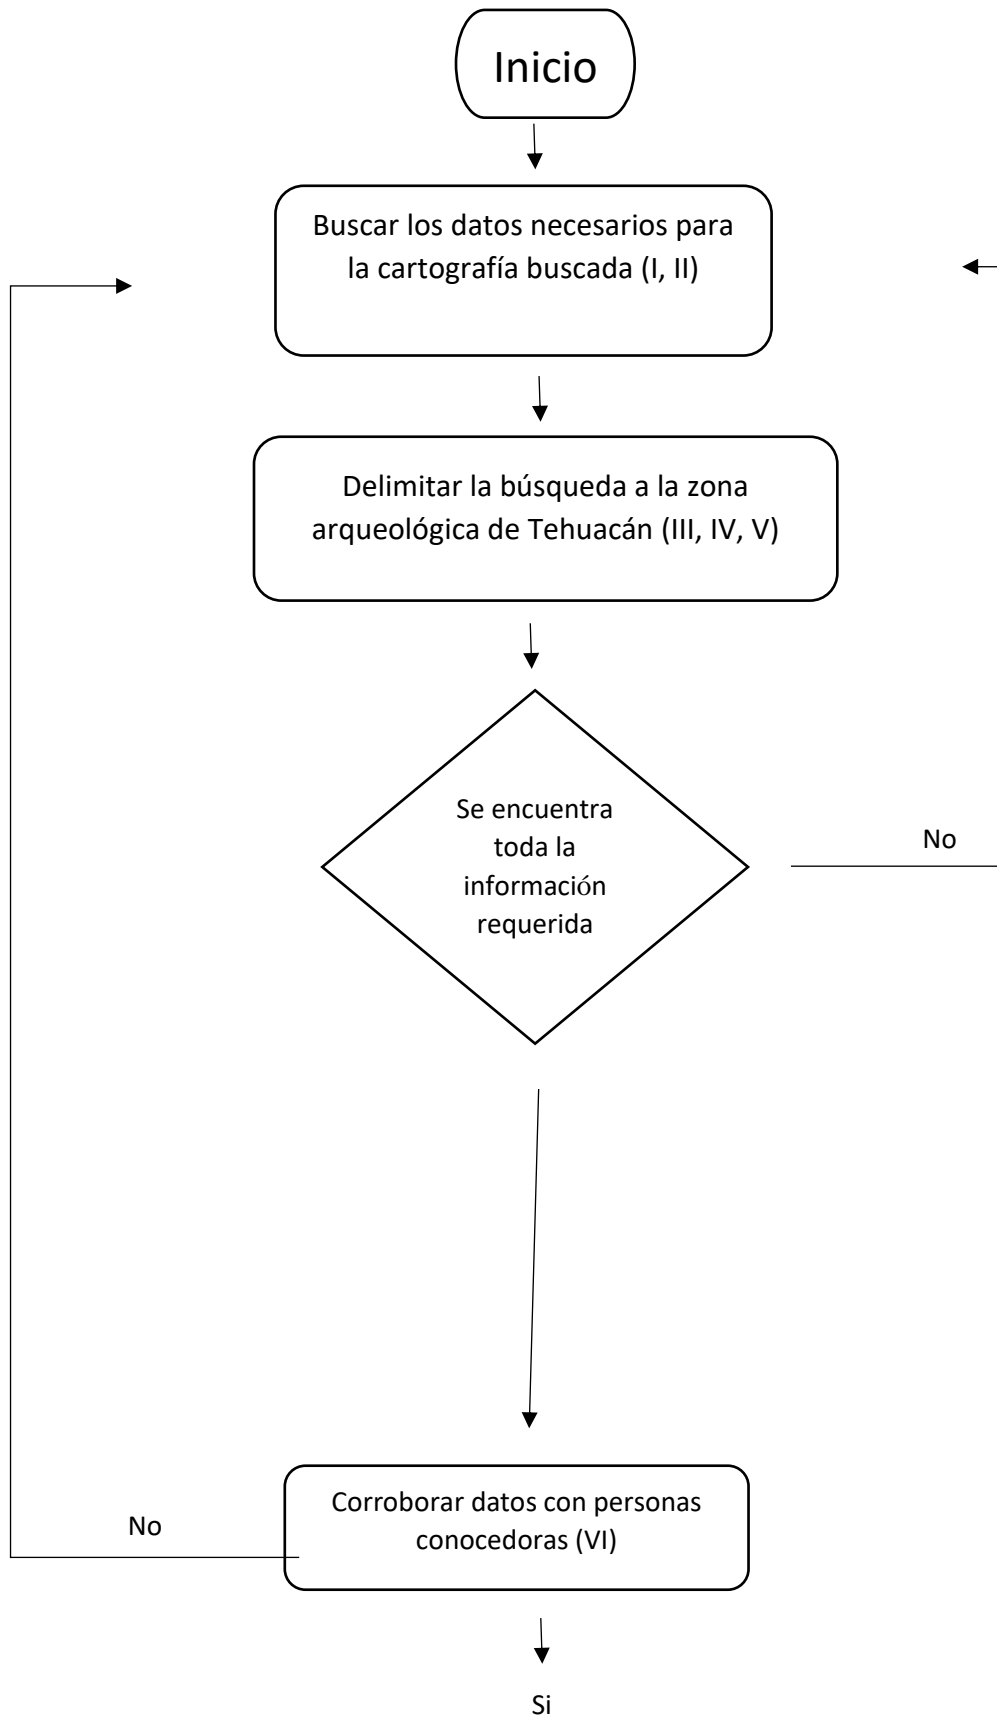 Inicio
Buscar los datos necesarios para
la cartografía buscada (I, II)
Delimitar la búsqueda a la zona
arqueológica de Tehuacán (III, IV, V)
Se encuentra
toda la
información
requerida
No
Corroborar datos con personas
conocedoras (VI)
No
Si